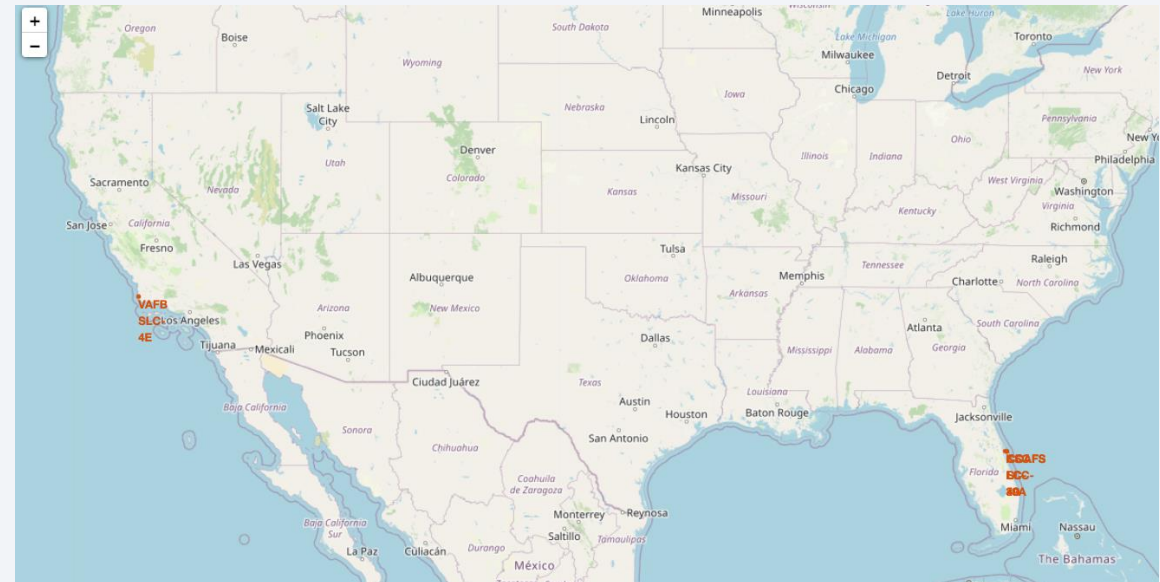 +
−
Oregon
Boise
South Dakota
Minneapolis
Wisconsin
Lake Huron
Toronto
Lake Michigan
Milwaukee
Wyoming
Detroit
New York
Chicago
Iowa
Nebraska
Salt Lake
City
Lincoln
Pennsylvania
Ohio
Philadelphia
Denver
Utah
Illinois
Indiana
Colorado
Kansas City
Sacramento
Nevada
Kansas
Missouri
West Virginia
Washington
Virginia
Kentucky
San Jose
California
Richmond
Fresno
Tulsa
Las Vegas
Raleigh
Tennessee
Albuquerque
Oklahoma
Memphis
Charlotte
North Carolina
Arkansas
VAFB
SLC-
4E
Los Angeles
Arizona
New Mexico
Phoenix
Atlanta
South Carolina
Dallas
Tijuana
Mexicali
Tucson
Mississippi
Alabama
Georgia
Ciudad Juárez
Texas
Louisiana
Baja California
Austin
Houston
Baton Rouge
Jacksonville
Sonora
San Antonio
Chihuahua
Florida
Coahuila
de Zaragoza
Monterrey
Reynosa
Miami
Nassau
Baja California
Sur
Saltillo
Tamaulipas
La Paz
Culiacán
Durango
México
The Bahamas